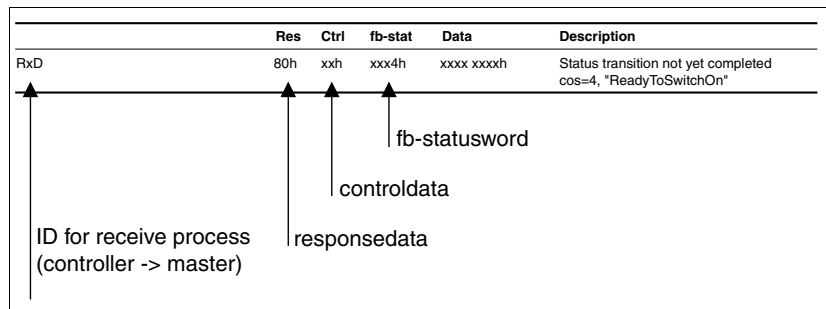 Res Ctrl fb-stat Data Description
RxD 80h xxh xxx4h xxxx xxxxh Status transition not yet completed
cos=4, "ReadyToSwitchOn"
fb-statusword
controldata
ID for receive process responsedata
(controller -> master)